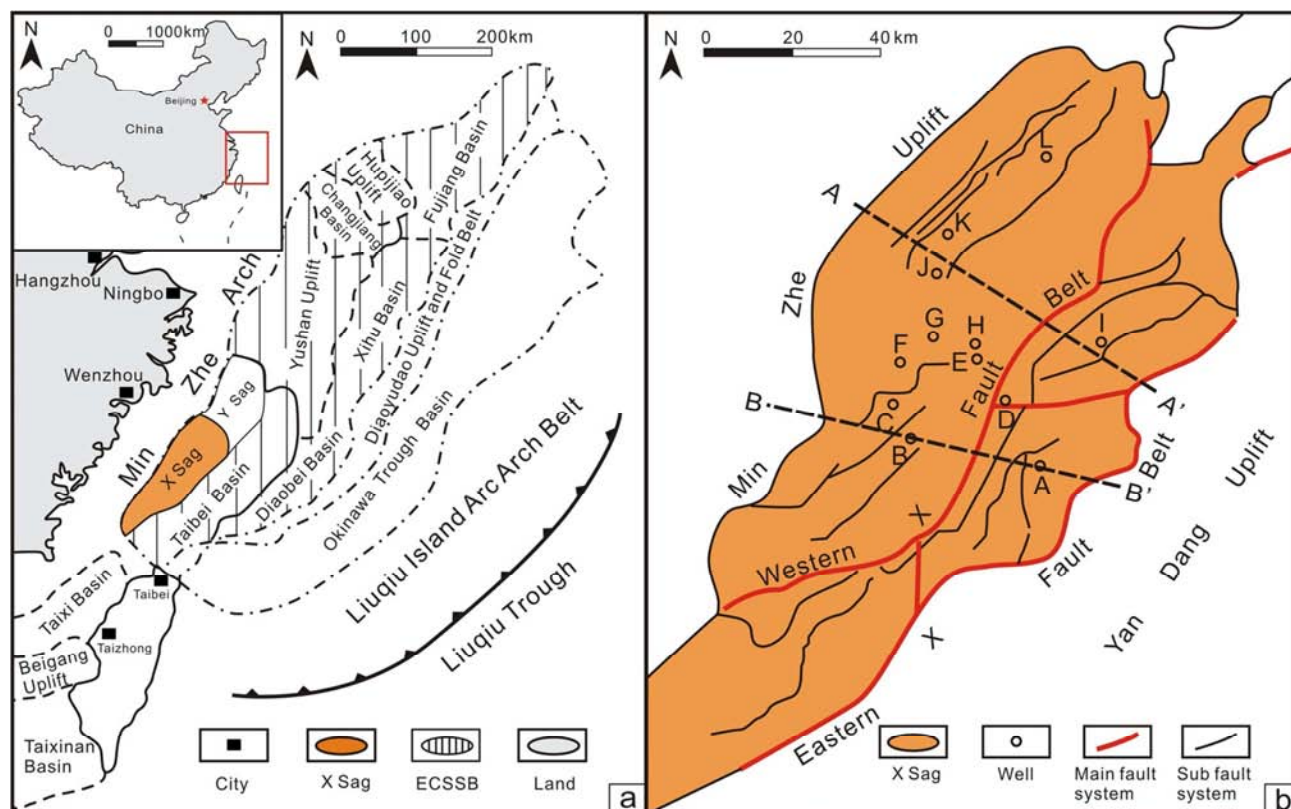 N
0 1000km
Beijing
China
N
0 100 200km
Hangzhou
Ningbo
Wenzhou
Min Zhe Arch
Hupijiao
Uplift
Changjiang
Basin
Fujiang Basin
Yushan Uplift
Xihu Basin
Diaoyudao Uplift and Fold Belt
Y Sag
X Sag
Taibei Basin
Diaobei Basin
Okinawa Trough Basin
Liuqiu Island Arc Arch Belt
Liuqiu Trough
Taixi Basin
Taibei
Taizhong
Beigang
Uplift
Taixinan
Basin
City
X Sag
ECSSB
Land
a
N
0 20 40 km
Min Zhe Uplift
L
A
K
J
G
H
F
E
I
A'
B
C
D
B
A
B'
Western X Fault Belt
Eastern X Fault Belt
Yan Dang Uplift
X Sag
Well
Main fault
system
Sub fault
system
b